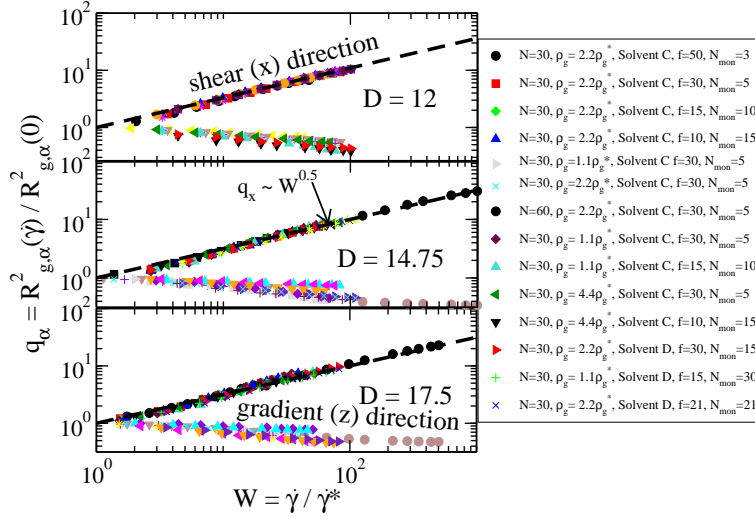 10²
10¹
10⁰
10²
10¹
10⁰
10²
10¹
10⁰
10⁰
10²
shear (x) direction
D = 12
qₓ ~ W^0.5
D = 14.75
D = 17.5
gradient (z) direction
q_α = R²_g,α(γ̇) / R²_g,α(0)
W = γ̇ / γ̇*
N=30, ρ_g = 2.2ρ_g*, Solvent C, f=50, N_mon=3
N=30, ρ_g = 2.2ρ_g*, Solvent C, f=30, N_mon=5
N=30, ρ_g = 2.2ρ_g*, Solvent C, f=15, N_mon=10
N=30, ρ_g = 2.2ρ_g*, Solvent C, f=10, N_mon=15
N=30, ρ_g=1.1ρ_g*, Solvent C f=30, N_mon=5
N=30, ρ_g=2.2ρ_g*, Solvent C, f=30, N_mon=5
N=60, ρ_g = 2.2ρ_g*, Solvent C, f=30, N_mon=5
N=30, ρ_g = 1.1ρ_g*, Solvent C, f=30, N_mon=5
N=30, ρ_g = 1.1ρ_g*, Solvent C, f=15, N_mon=10
N=30, ρ_g = 4.4ρ_g*, Solvent C, f=30, N_mon=5
N=30, ρ_g = 4.4ρ_g*, Solvent C, f=10, N_mon=15
N=30, ρ_g = 2.2ρ_g*, Solvent D, f=30, N_mon=15
N=30, ρ_g = 1.1ρ_g*, Solvent D, f=15, N_mon=30
N=30, ρ_g = 2.2ρ_g*, Solvent D, f=21, N_mon=21